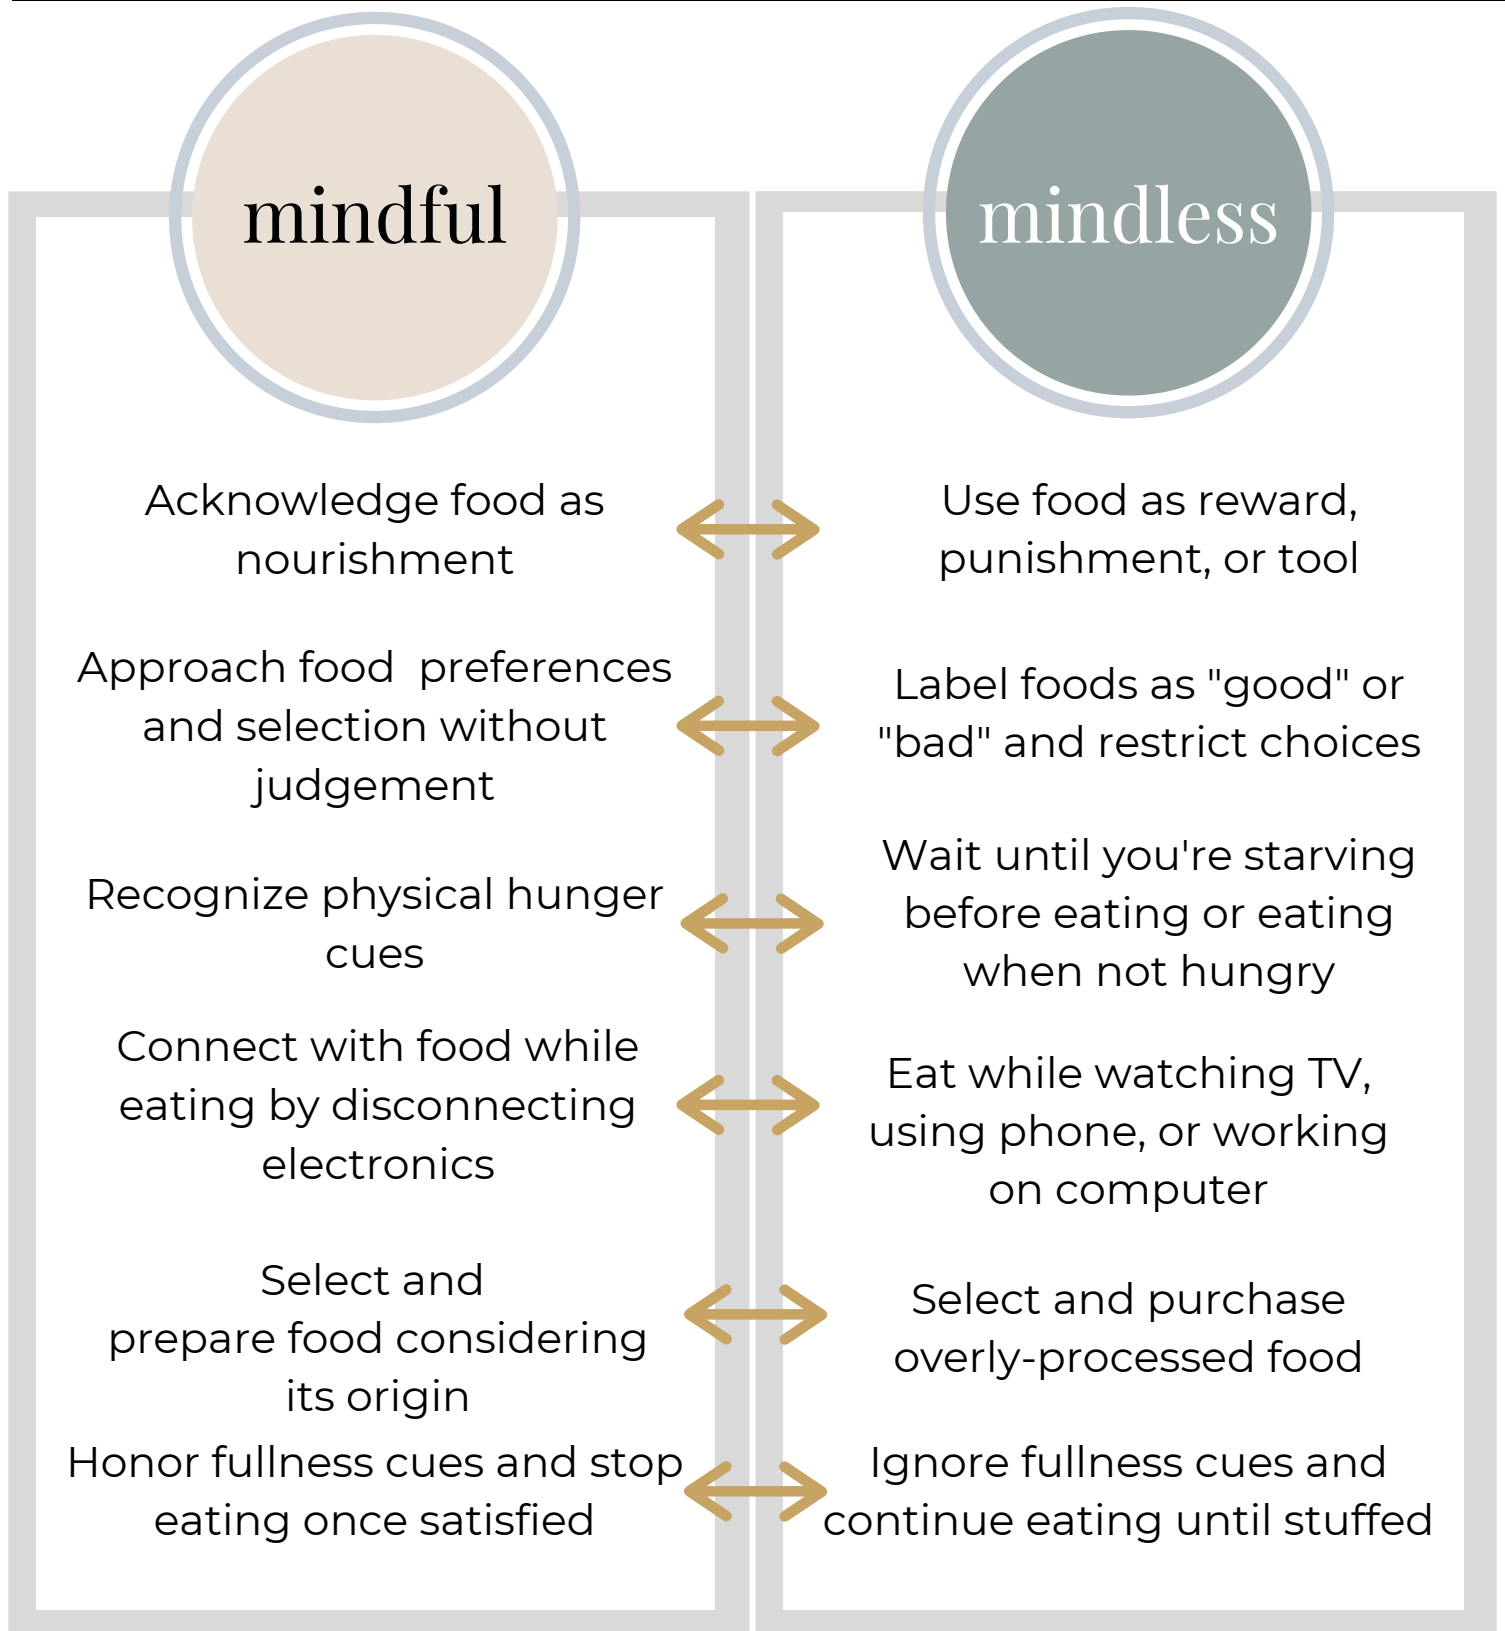 mindful
mindless
Acknowledge food as
nourishment
Use food as reward,
punishment, or tool
Approach food  preferences
and selection without
judgement
Label foods as "good" or
"bad" and restrict choices
Recognize physical hunger
cues
Wait until you're starving
before eating or eating
when not hungry
Connect with food while
eating by disconnecting
electronics
Eat while watching TV,
using phone, or working
on computer
Select and
prepare food considering
its origin
Select and purchase
overly-processed food
Honor fullness cues and stop
eating once satisfied
Ignore fullness cues and
continue eating until stuffed